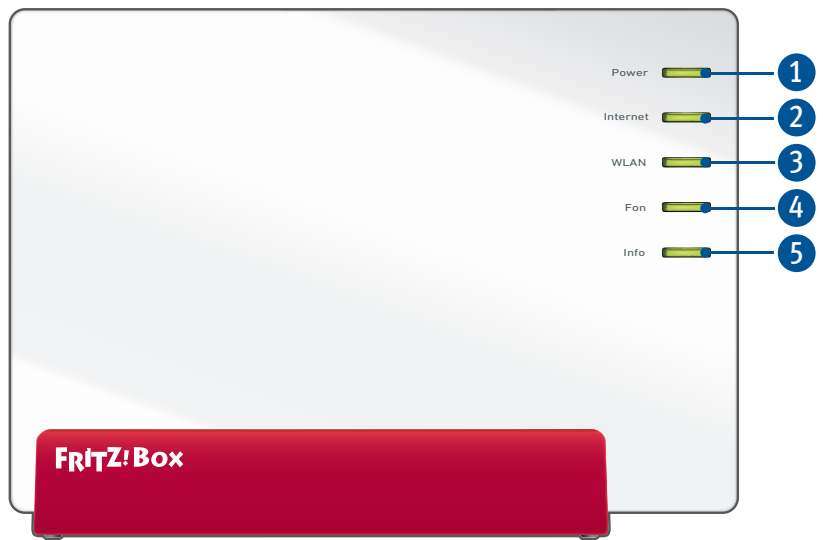 Power 1
Internet 2
WLAN 3
Fon 4
Info 5
FRITZ!BOX